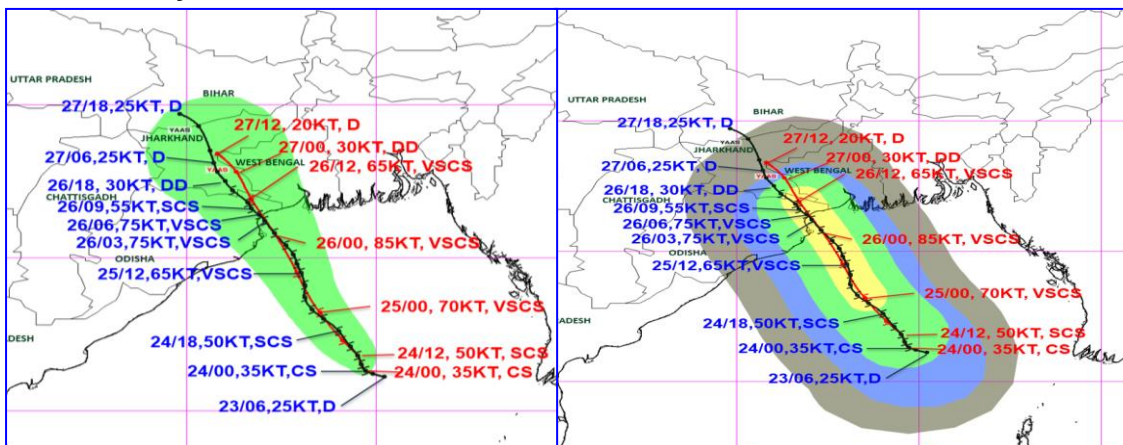 UTTAR PRADESH
BIHAR
27/18,25KT, D
YAAB
JHARKHAND
27/12, 20KT, D
27/00, 30KT, DD
WEST BENGAL
27/06,25KT, D
YAAB
26/12, 65KT, VSCS
26/18, 30KT, DD
CHATTISGADH
26/09,55KT,SCS
26/06,75KT,VSCS
26/03,75KT,VSCS
26/00, 85KT, VSCS
ODISHA
25/12,65KT,VSCS
25/00, 70KT, VSCS
24/18,50KT,SCS
DESH
24/12, 50KT, SCS
24/00,35KT,CS
24/00, 35KT, CS
23/06,25KT,D
UTTAR PRADESH
BIHAR
27/18,25KT, D
YAAB
27/12, 20KT, D
JHARKHAND
27/00, 30KT, DD
WEST BENGAL
27/06,25KT, D
26/12, 65KT, VSCS
YAAB
26/18, 30KT, DD
CHATTISGADH
26/09,55KT,SCS
26/06,75KT,VSCS
26/03,75KT,VSCS
26/00, 85KT, VSCS
ODISHA
25/12,65KT,VSCS
25/00, 70KT, VSCS
ADESH
24/18,50KT,SCS
24/12, 50KT, SCS
24/00,35KT,CS
24/00, 35KT, CS
23/06,25KT,D